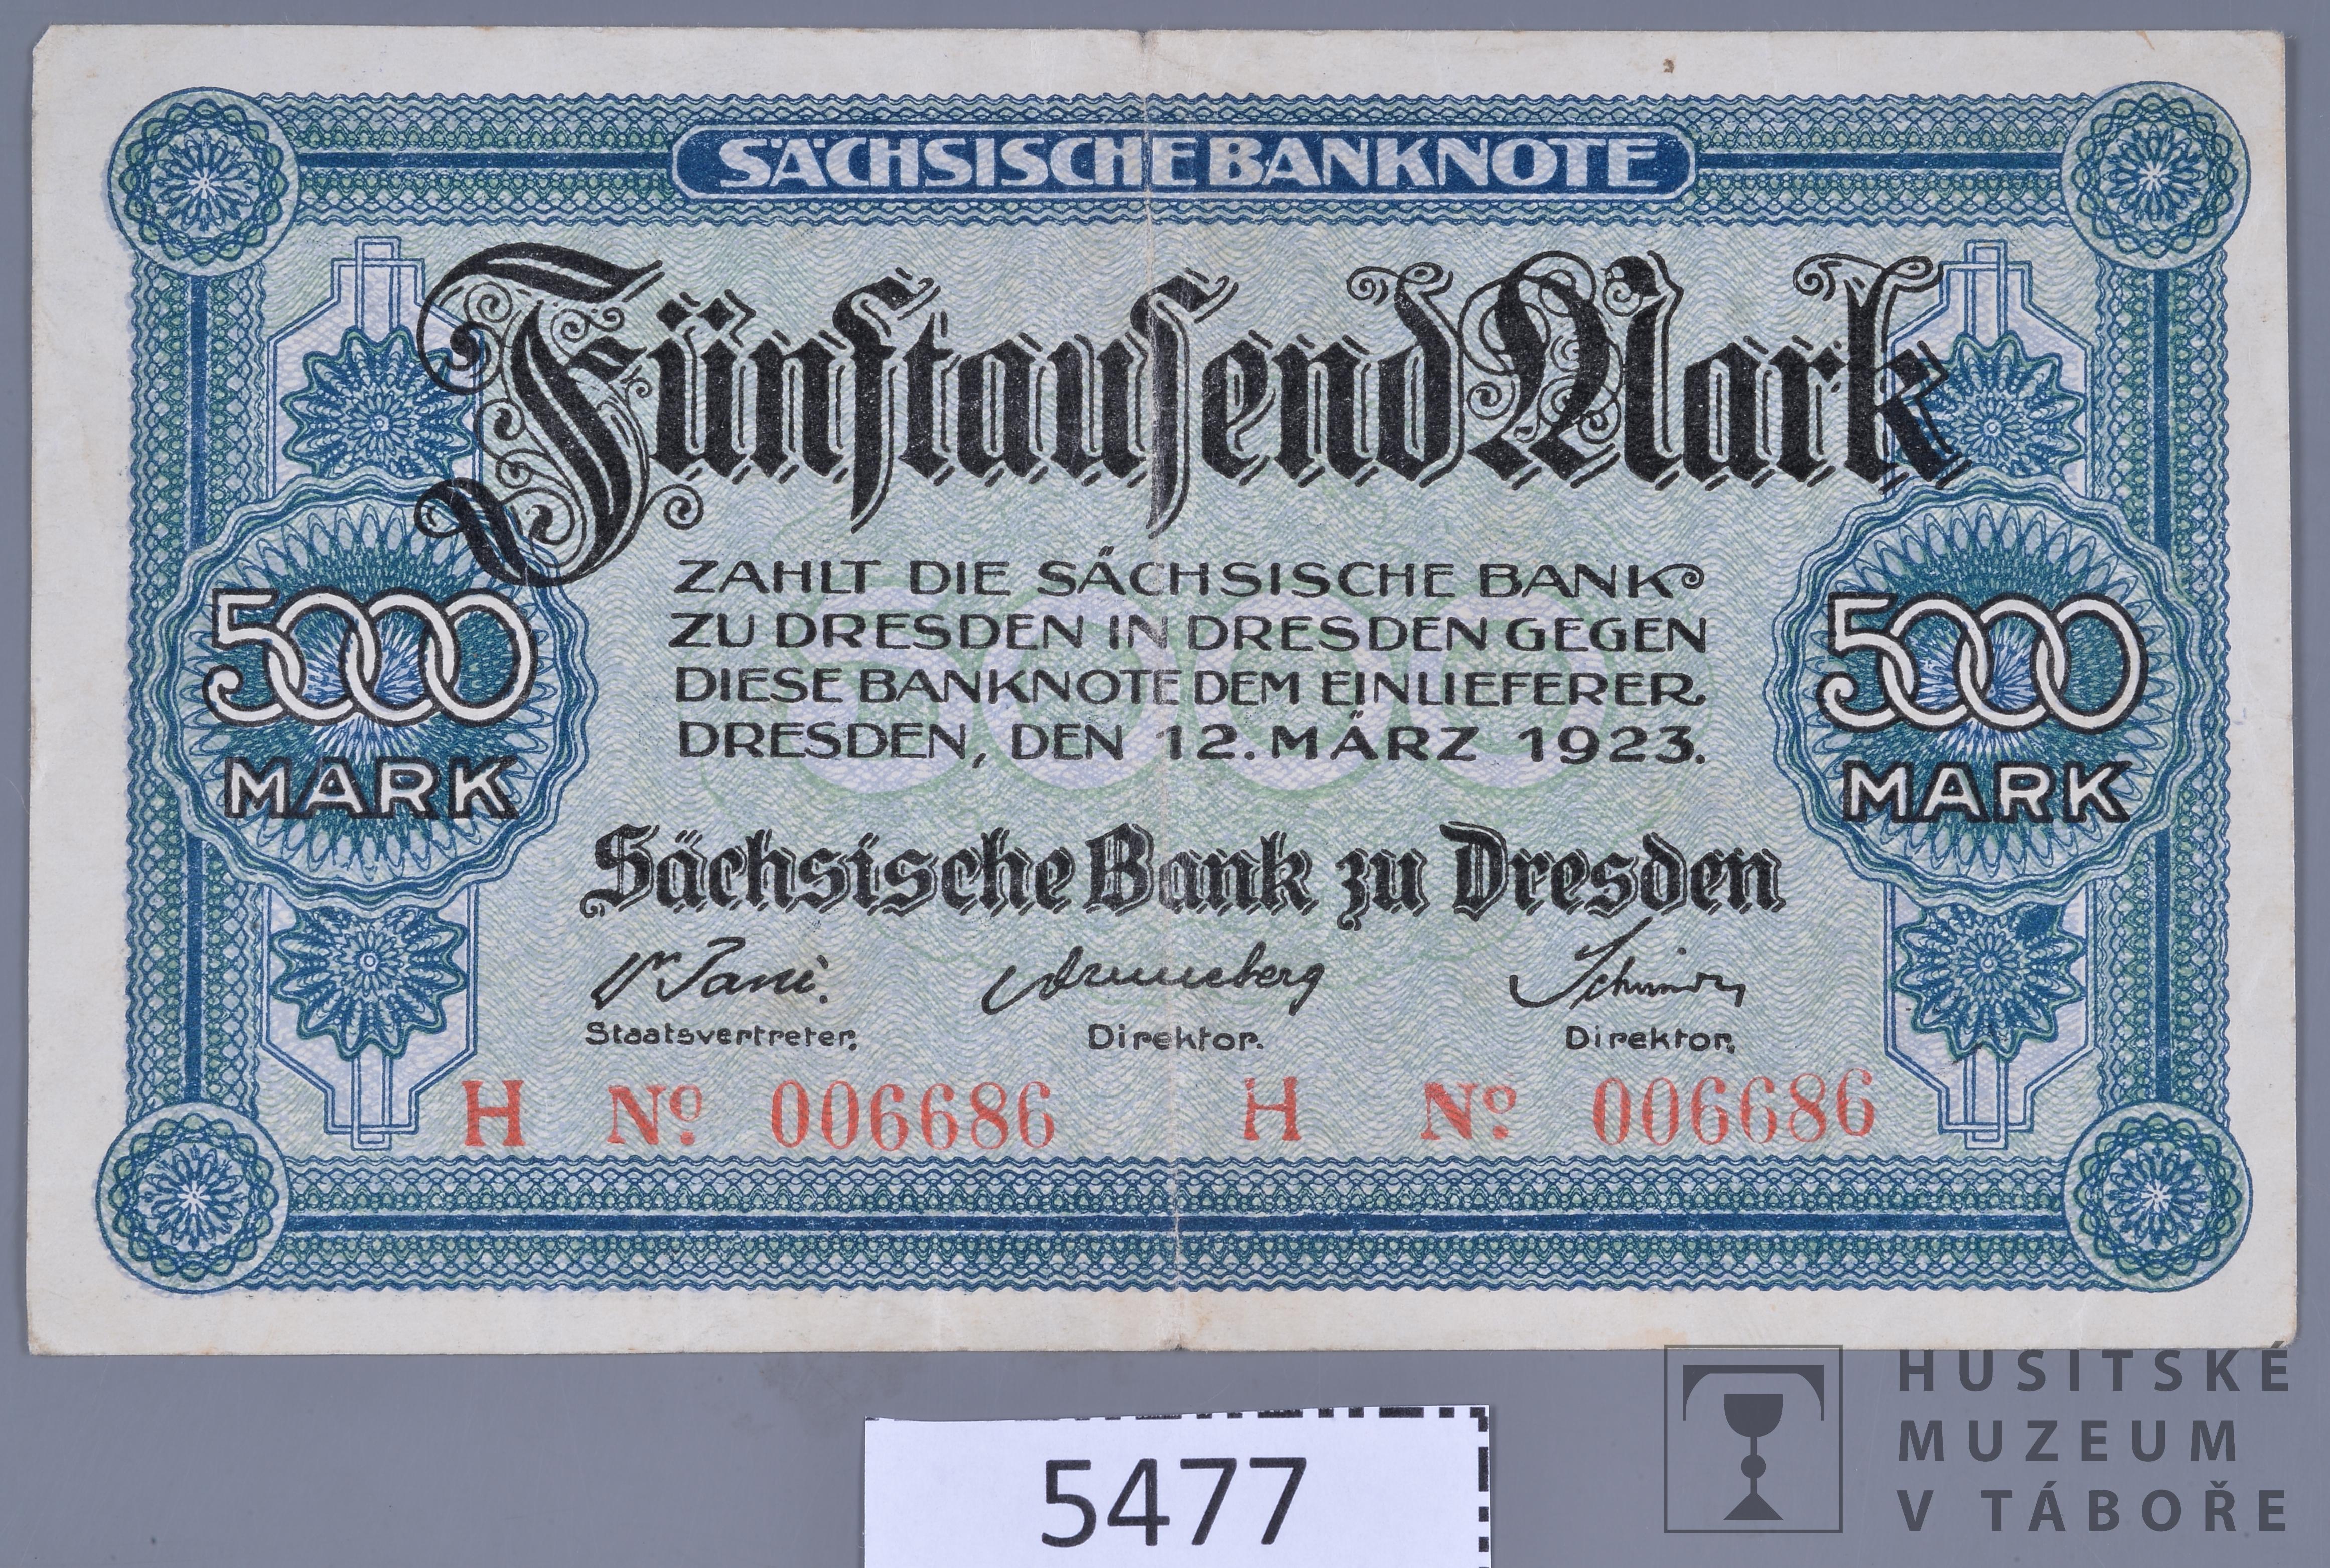 SÄCHSISCHE BANKNOTE
Fünftausend Mark
ZAHLT DIE SÄCHSISCHE BANK
ZU DRESDEN IN DRESDEN GEGEN
DIESE BANKNOTE DEM EINLIEFERER.
DRESDEN, DEN 12. MÄRZ 1923.
5000
MARK
5000
MARK
Sächsische Bank zu Dresden
Staatsvertreter. Direktor. Direktor.
H No. 006686 H No. 006686
5477
HUSITSKÉ
MUZEUM
V TÁBOŘE